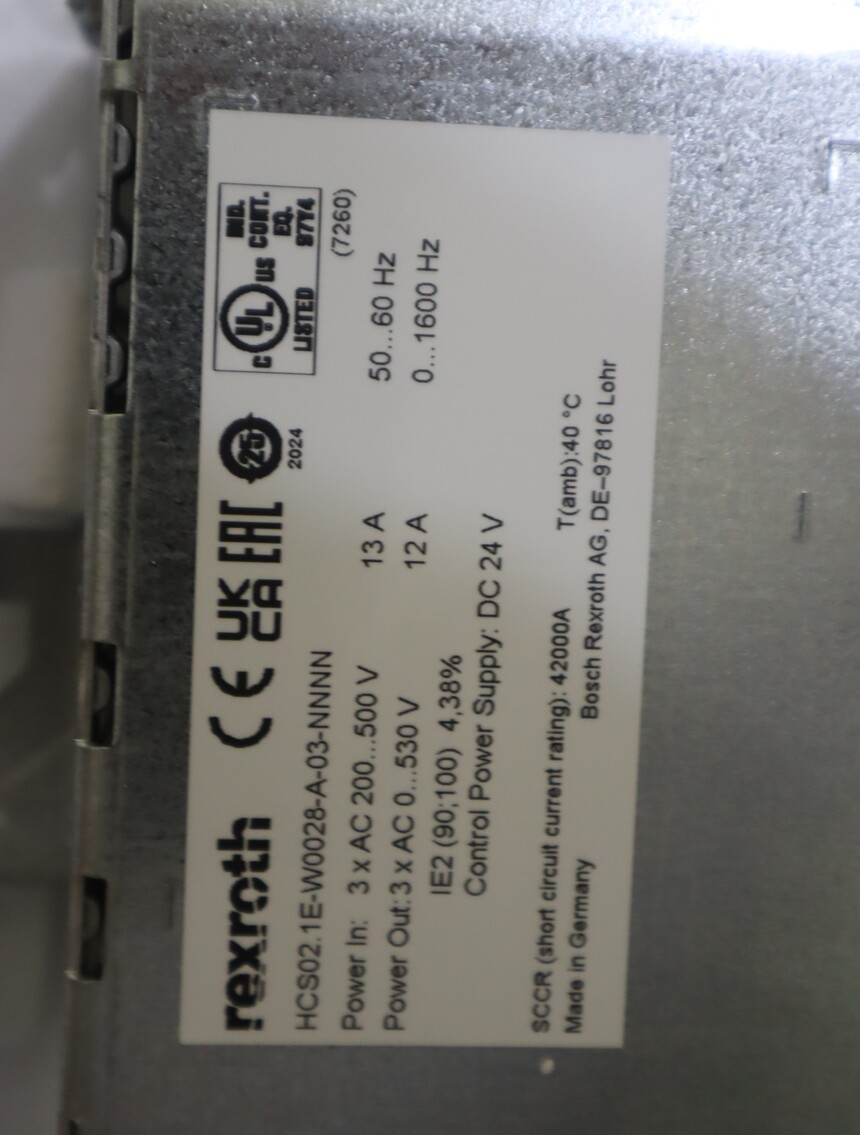 rexroth CE UK CA EAC 25 2024
C UL US LISTED IND. CONT. EQ. 97Y4
HCS02.1E-W0028-A-03-NNNN (7260)
Power In: 3 x AC 200...500 V 13 A 50...60 Hz
Power Out: 3 x AC 0...530 V 12 A 0...1600 Hz
IE2 (90;100) 4,38%
Control Power Supply: DC 24 V
SCCR (short circuit current rating): 42000A T(amb):40 °C
Made in Germany Bosch Rexroth AG, DE-97816 Lohr